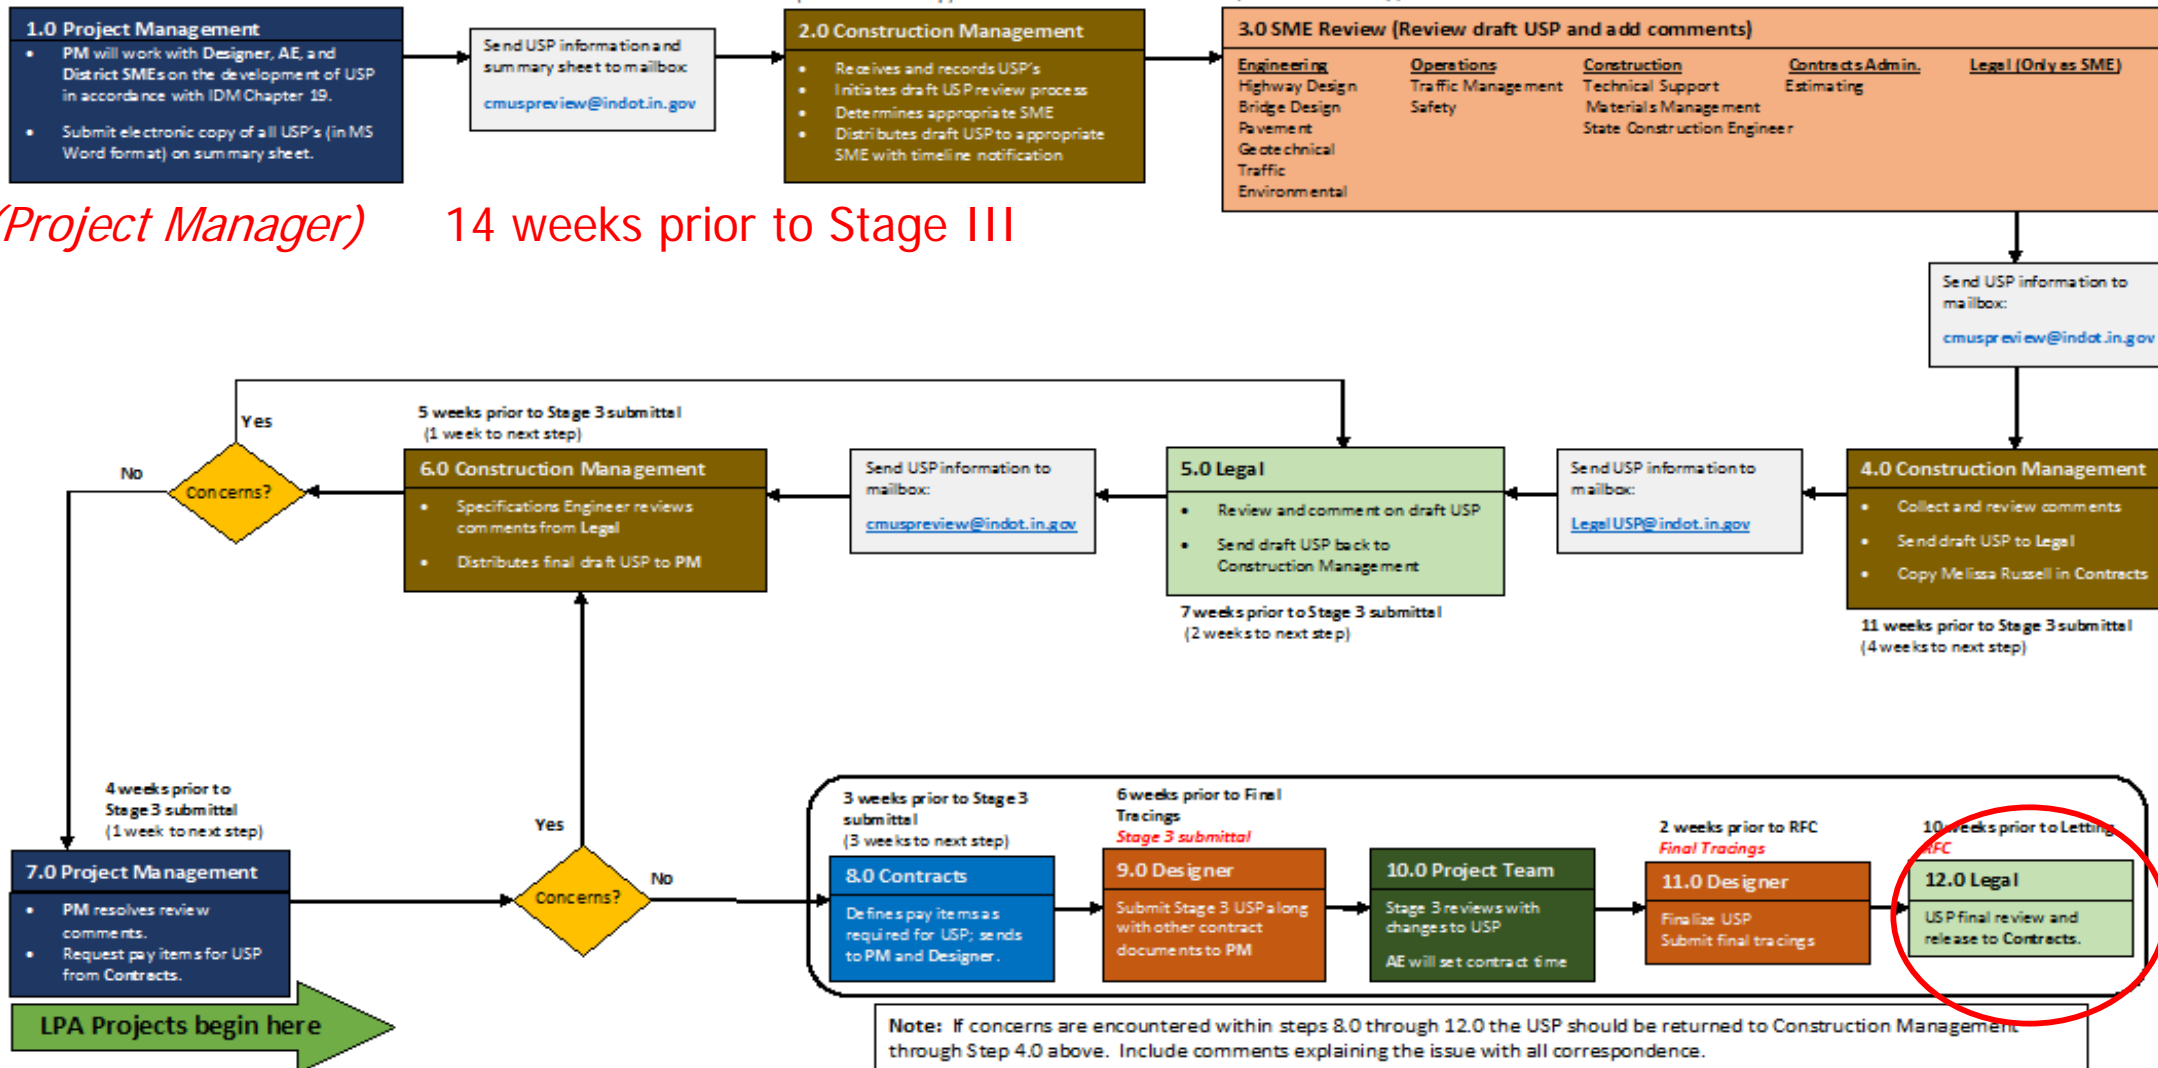 1.0 Project Management
• PM will work with Designer, AE, and
District SMEs on the development of USP
in accordance with IDM Chapter 19.
• Submit electronic copy of all USP's (in MS
Word format) on summary sheet.
Send USP information and
summary sheet to mailbox:
cmuspreview@indot.in.gov
2.0 Construction Management
• Receives and records USP's
• Initiates draft USP review process
• Determines appropriate SME
• Distributes draft USP to appropriate
SME with timeline notification
3.0 SME Review (Review draft USP and add comments)
Engineering
Highway Design
Bridge Design
Pavement
Geotechnical
Traffic
Environmental
Operations
Traffic Management
Safety
Construction
Technical Support
Materials Management
State Construction Engineer
Contracts Admin.
Estimating
Legal (Only as SME)
(Project Manager) 14 weeks prior to Stage III
Send USP information to
mailbox:
cmuspreview@indot.in.gov
4.0 Construction Management
• Collect and review comments
• Send draft USP to Legal
• Copy Melissa Russell in Contracts
11 weeks prior to Stage 3 submittal
(4 weeks to next step)
Send USP information to
mailbox:
LegalUSP@indot.in.gov
5.0 Legal
• Review and comment on draft USP
• Send draft USP back to
Construction Management
7 weeks prior to Stage 3 submittal
(2 weeks to next step)
Send USP information to
mailbox:
cmuspreview@indot.in.gov
5 weeks prior to Stage 3 submittal
(1 week to next step)
6.0 Construction Management
• Specifications Engineer reviews
comments from Legal
• Distributes final draft USP to PM
Concerns?
Yes
No
4 weeks prior to
Stage 3 submittal
(1 week to next step)
7.0 Project Management
• PM resolves review
comments.
• Request pay items for USP
from Contracts.
LPA Projects begin here
Concerns?
Yes
No
3 weeks prior to Stage 3
submittal
(3 weeks to next step)
8.0 Contracts
Defines pay items as
required for USP; sends
to PM and Designer.
6 weeks prior to Final
Tracings
Stage 3 submittal
9.0 Designer
Submit Stage 3 USP along
with other contract
documents to PM
10.0 Project Team
Stage 3 reviews with
changes to USP
AE will set contract time
2 weeks prior to RFC
Final Tracings
11.0 Designer
Finalize USP
Submit final tracings
10 weeks prior to Letting
RFC
12.0 Legal
USP final review and
release to Contracts.
Note: If concerns are encountered within steps 8.0 through 12.0 the USP should be returned to Construction Management
through Step 4.0 above. Include comments explaining the issue with all correspondence.